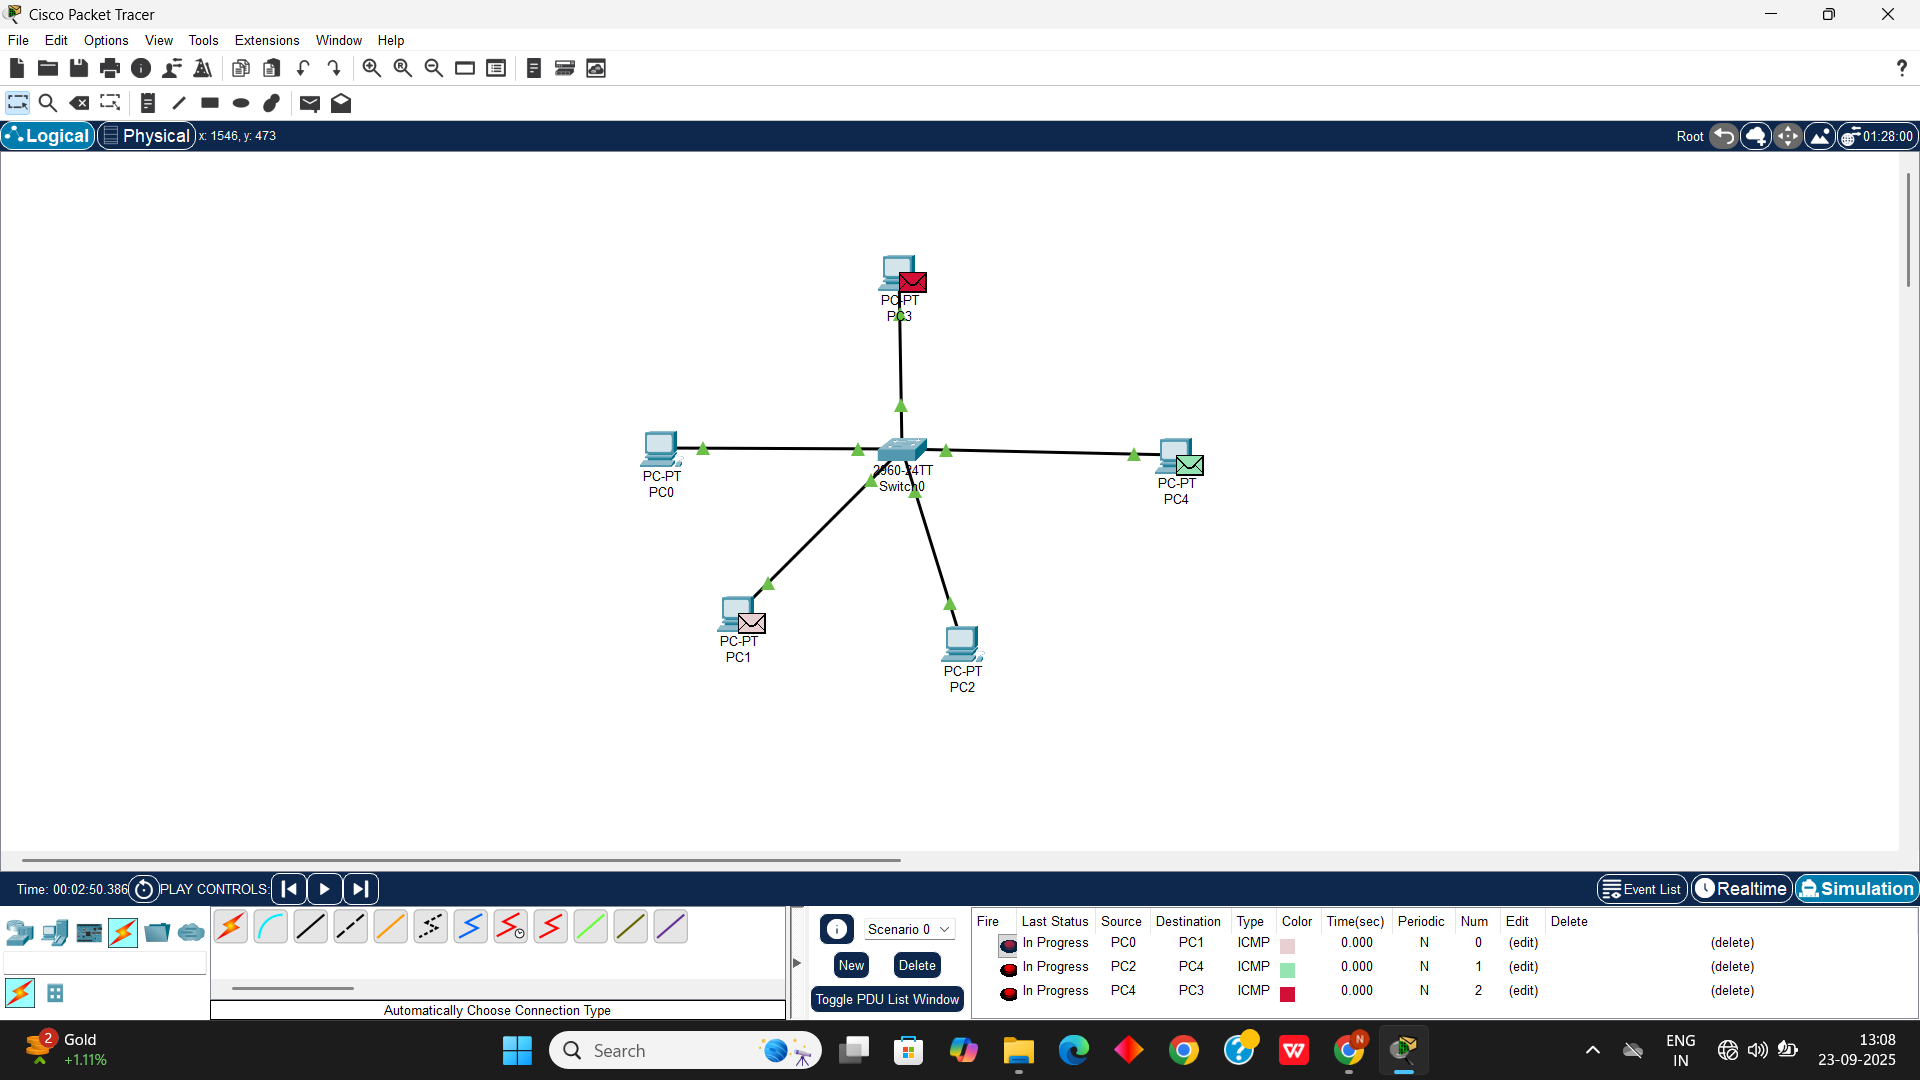 Cisco Packet Tracer
File Edit Options View Tools Extensions Window Help
?
Logical Physical x: 1546, y: 473 Root 01:28:00
PC-PT
PC3
PC-PT
PC0
2960-24TT
Switch0
PC-PT
PC4
PC-PT
PC1
PC-PT
PC2
Time: 00:02:50.386 PLAY CONTROLS: Event List Realtime Simulation
Scenario 0
New Delete
Toggle PDU List Window
Automatically Choose Connection Type
Fire Last Status Source Destination Type Color Time(sec) Periodic Num Edit Delete
In Progress PC0 PC1 ICMP 0.000 N 0 (edit) (delete)
In Progress PC2 PC4 ICMP 0.000 N 1 (edit) (delete)
In Progress PC4 PC3 ICMP 0.000 N 2 (edit) (delete)
2 Gold
+1.11%
Search
W
N
ENG
IN
13:08
23-09-2025